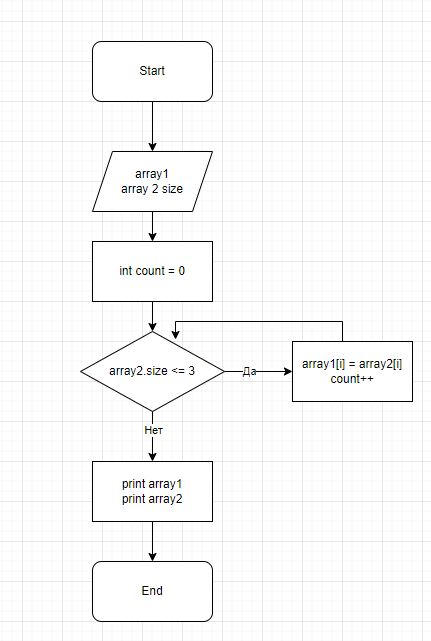 Start
array1
array 2 size
int count = 0
array2.size <= 3
Да
array1[i] = array2[i]
count++
Нет
print array1
print array2
End